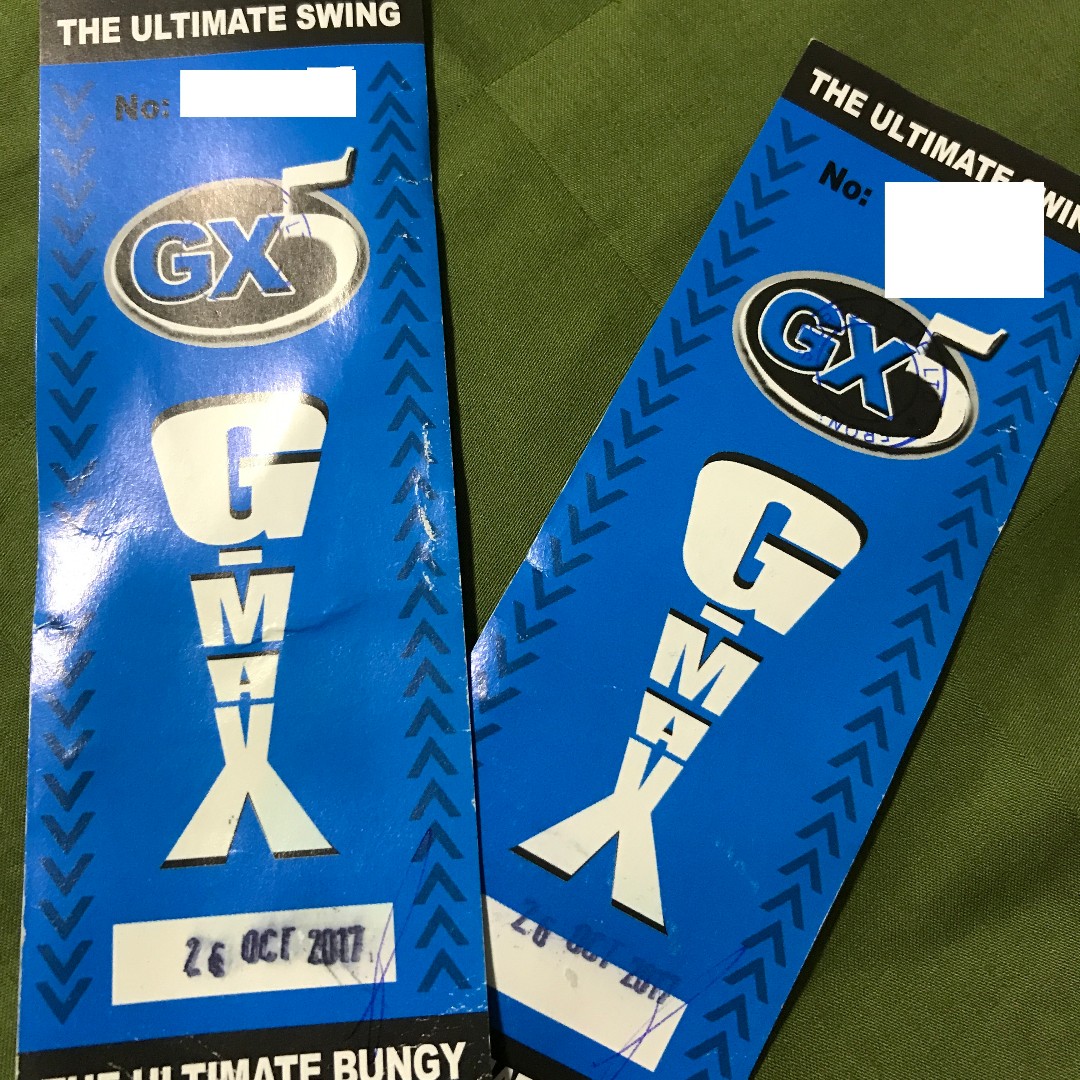 THE ULTIMATE SWING
No:
GX5
G-MAX
26 OCT 2017
THE ULTIMATE BUNGY
THE ULTIMATE SWING
No:
GX5
G-MAX
26 OCT 2017